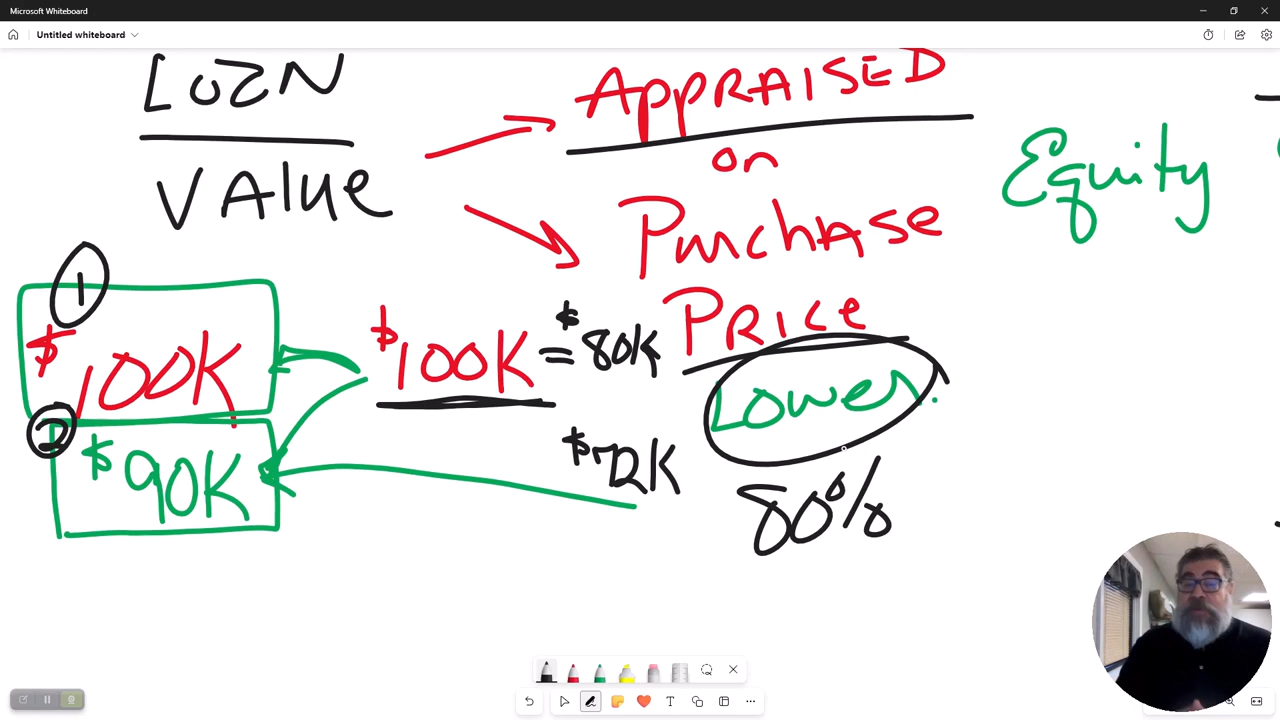 Microsoft Whiteboard
Untitled whiteboard
LOaN
VAlue
APPRAISED
or
Purchase
Price
Equity
1
$100K
$100K = $80K
Lower.
2
$90K
$72K
80%
T